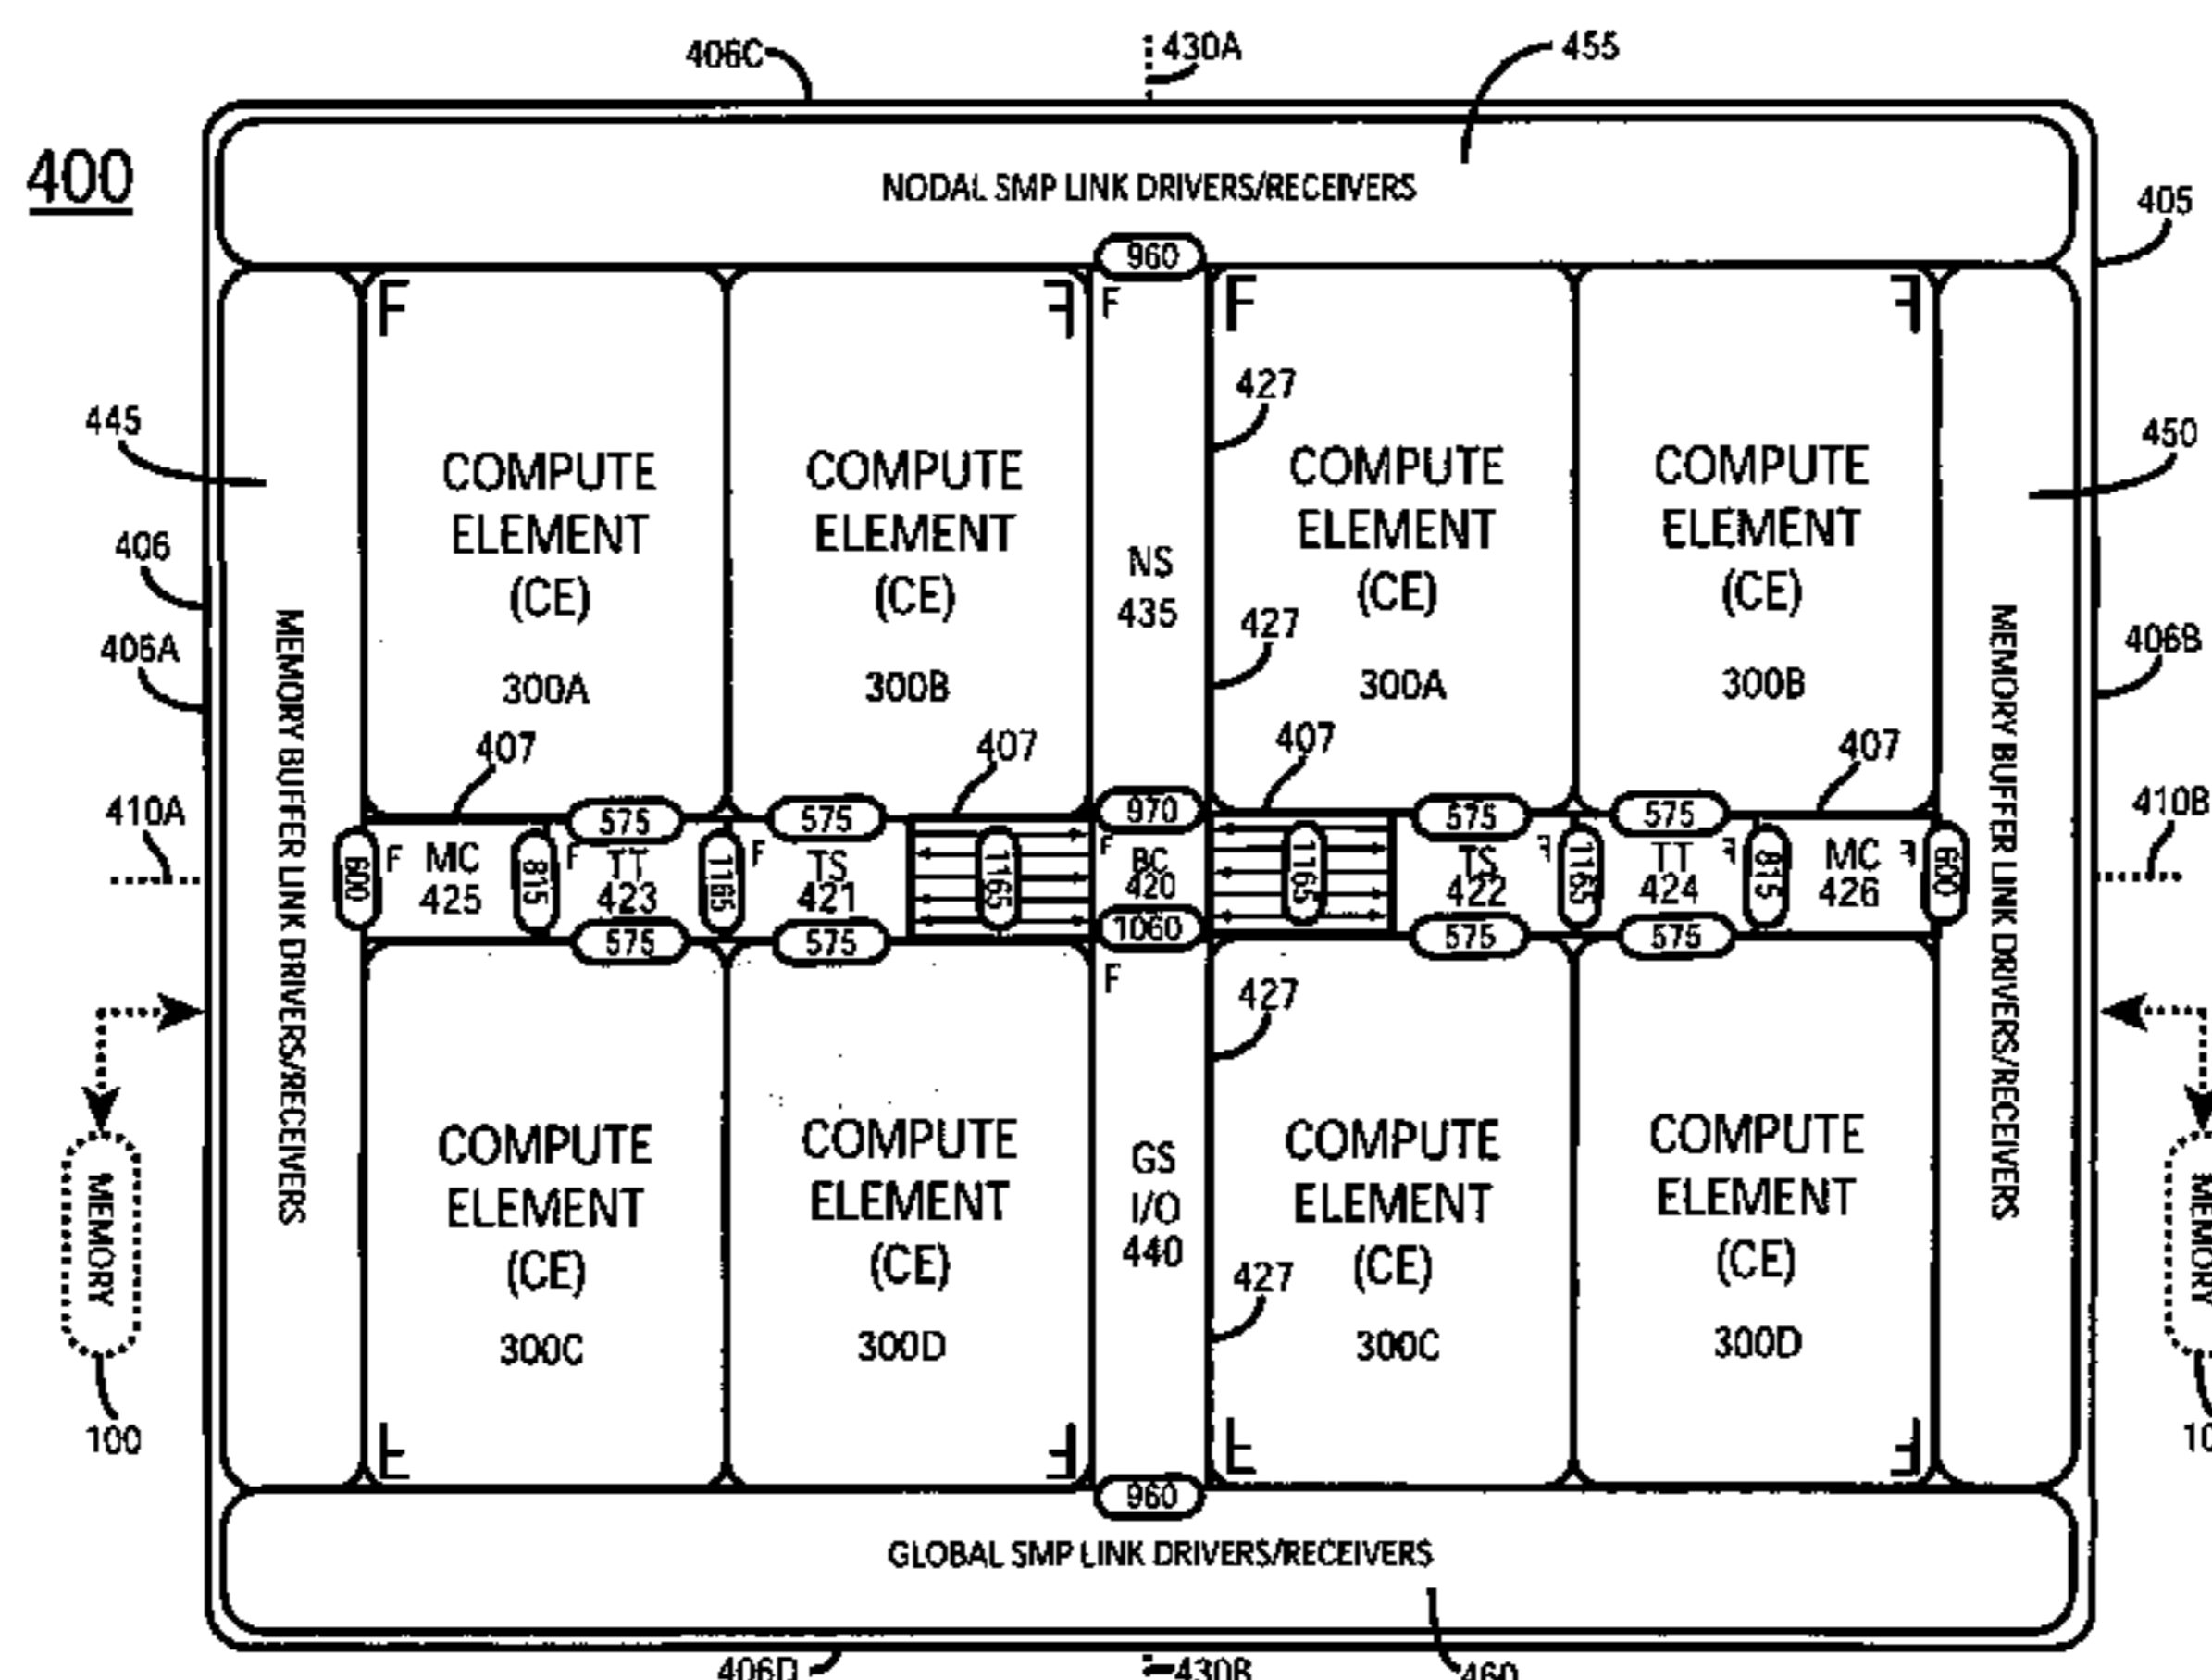 406C
430A
455
400
NODAL SMP LINK DRIVERS/RECEIVERS
405
960
F
F
F
F
F
427
445
450
COMPUTE ELEMENT (CE) 300A
COMPUTE ELEMENT (CE) 300B
NS 435
COMPUTE ELEMENT (CE) 300A
COMPUTE ELEMENT (CE) 300B
406
427
406A
406B
MEMORY BUFFER LINK DRIVERS/RECEIVERS
MEMORY BUFFER LINK DRIVERS/RECEIVERS
407
407
407
407
410A
410B
575
575
970
575
575
600
F
MC 425
815
F
TT 423
1165
F
TS 421
1165
F
BC 420
1165
TS 422
F
1165
TT 424
F
815
MC 426
F
600
575
575
1060
575
575
F
427
COMPUTE ELEMENT (CE) 300C
COMPUTE ELEMENT (CE) 300D
GS I/O 440
COMPUTE ELEMENT (CE) 300C
COMPUTE ELEMENT (CE) 300D
427
MEMORY
MEMORY
100
F
F
F
F
960
GLOBAL SMP LINK DRIVERS/RECEIVERS
406D
430B
460